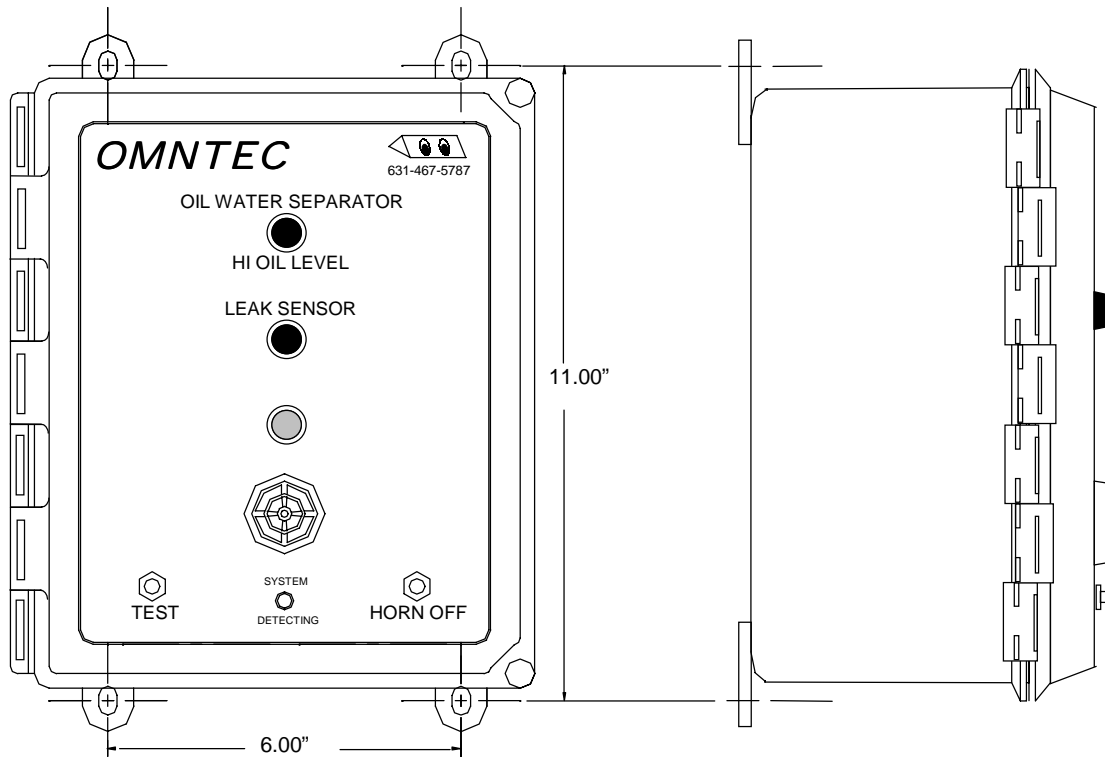 OMNTEC
631-467-5787
OIL WATER SEPARATOR
HI OIL LEVEL
LEAK SENSOR
11.00”
SYSTEM
TEST
HORN OFF
DETECTING
6.00”